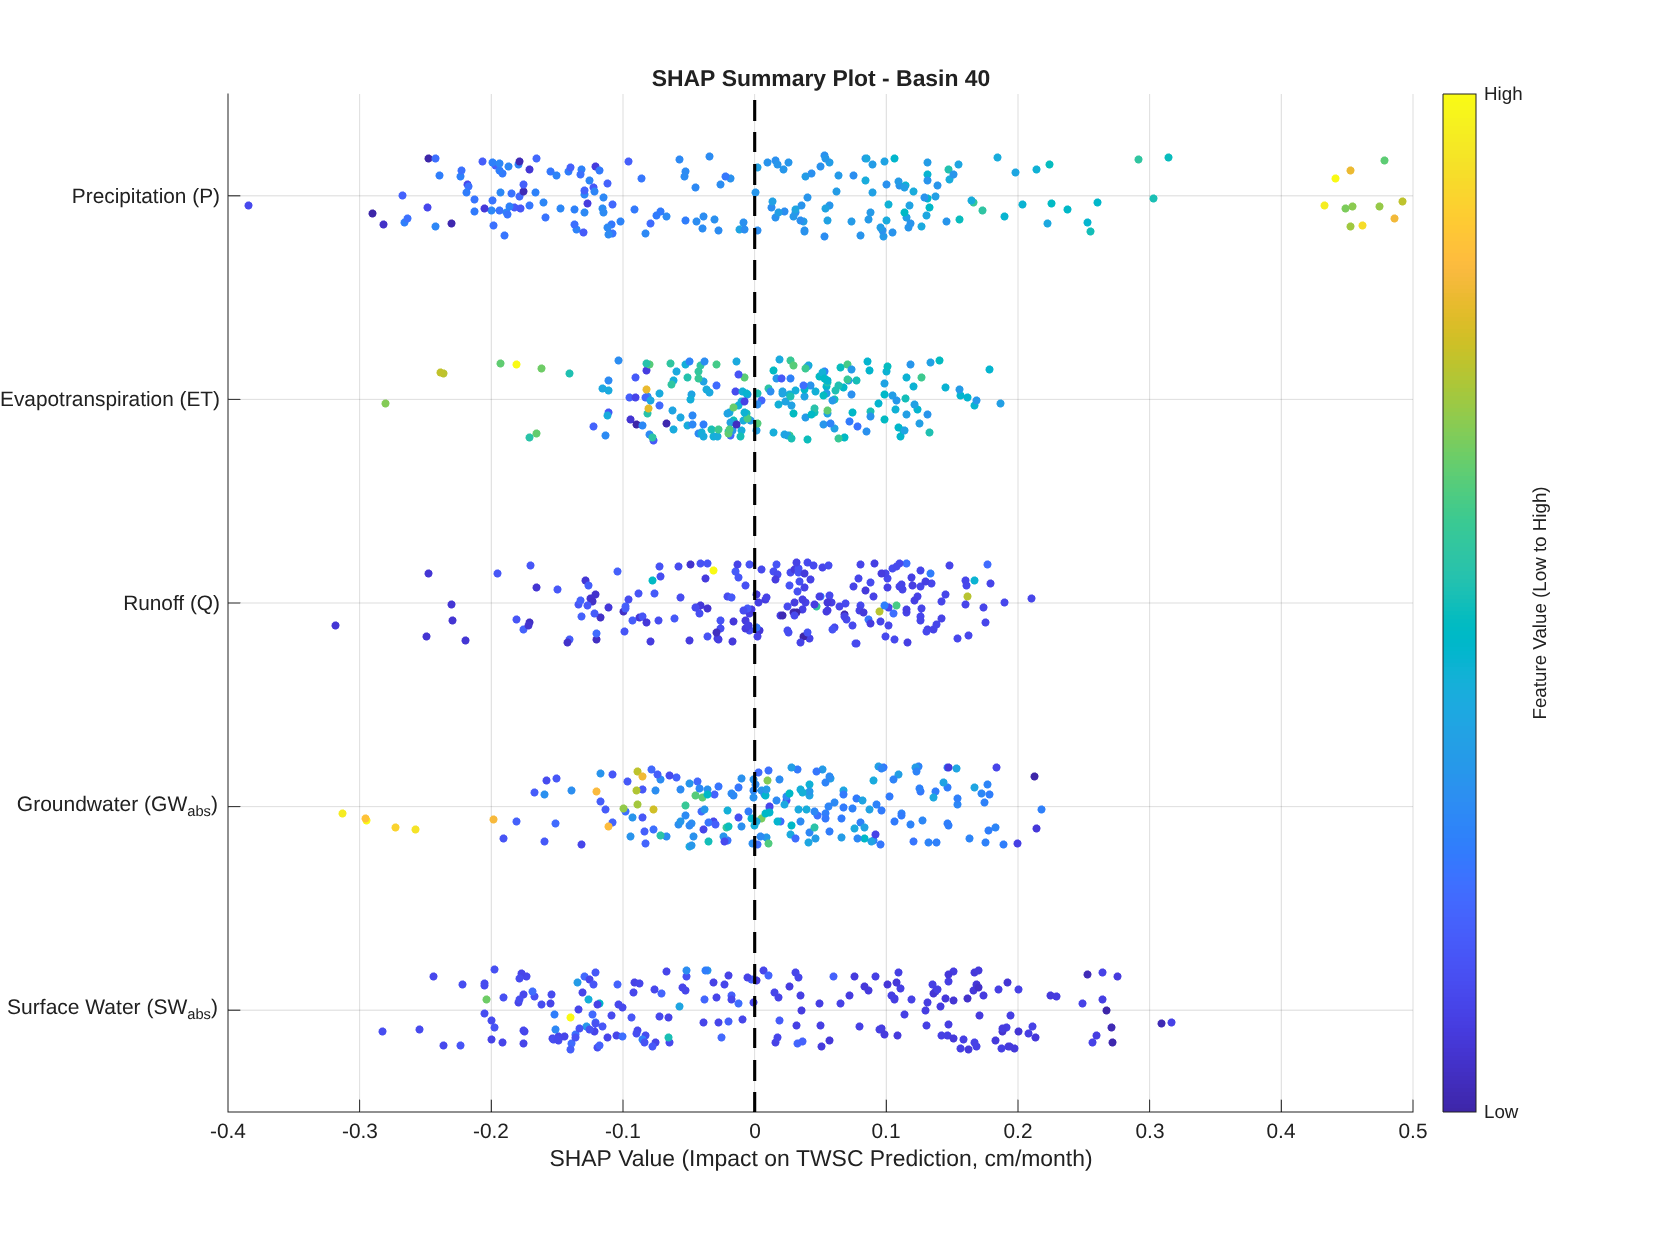 SHAP Summary Plot - Basin 40
High
Precipitation (P)
Evapotranspiration (ET)
Runoff (Q)
Groundwater (GWabs)
Surface Water (SWabs)
Feature Value (Low to High)
Low
-0.4 -0.3 -0.2 -0.1 0 0.1 0.2 0.3 0.4 0.5
SHAP Value (Impact on TWSC Prediction, cm/month)